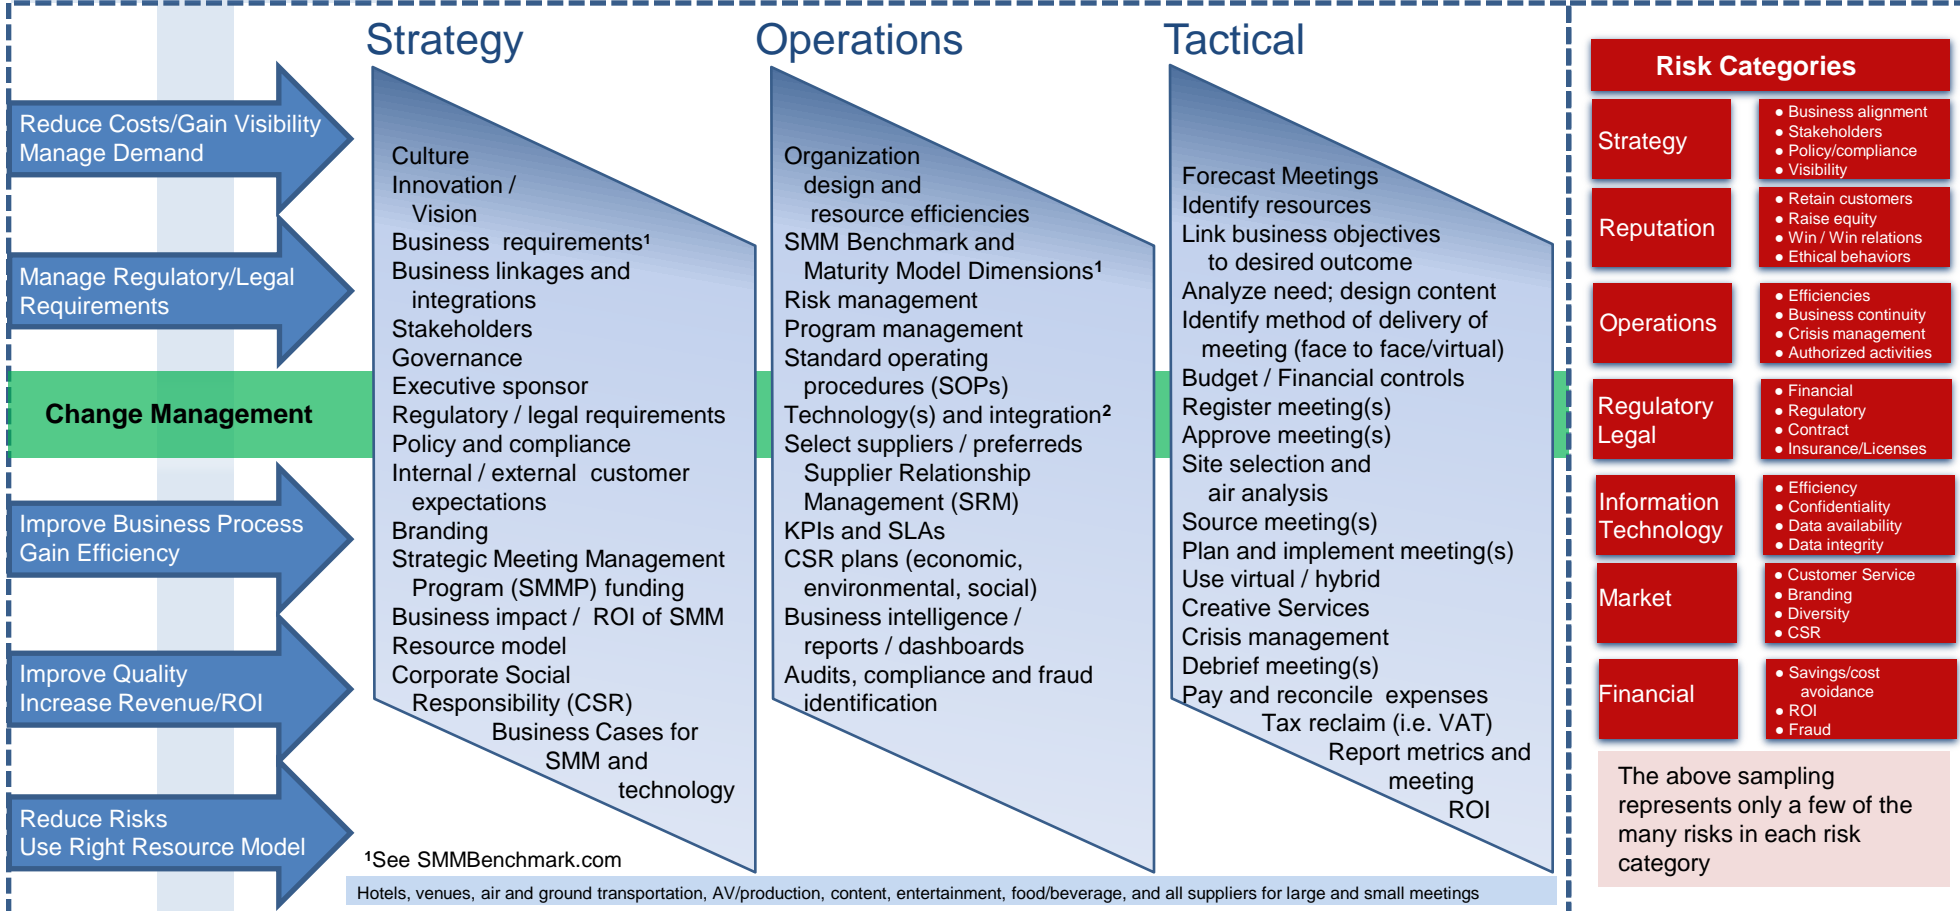 Strategy
Operations
Tactical
Reduce Costs/Gain Visibility
Manage Demand
Manage Regulatory/Legal
Requirements
Change Management
Improve Business Process
Gain Efficiency
Improve Quality
Increase Revenue/ROI
Reduce Risks
Use Right Resource Model
Culture
Innovation /
Vision
Business requirements¹
Business linkages and
integrations
Stakeholders
Governance
Executive sponsor
Regulatory / legal requirements
Policy and compliance
Internal / external customer
expectations
Branding
Strategic Meeting Management
Program (SMMP) funding
Business impact / ROI of SMM
Resource model
Corporate Social
Responsibility (CSR)
Business Cases for
SMM and
technology
Organization
design and
resource efficiencies
SMM Benchmark and
Maturity Model Dimensions¹
Risk management
Program management
Standard operating
procedures (SOPs)
Technology(s) and integration²
Select suppliers / preferreds
Supplier Relationship
Management (SRM)
KPIs and SLAs
CSR plans (economic,
environmental, social)
Business intelligence /
reports / dashboards
Audits, compliance and fraud
identification
Forecast Meetings
Identify resources
Link business objectives
to desired outcome
Analyze need; design content
Identify method of delivery of
meeting (face to face/virtual)
Budget / Financial controls
Register meeting(s)
Approve meeting(s)
Site selection and
air analysis
Source meeting(s)
Plan and implement meeting(s)
Use virtual / hybrid
Creative Services
Crisis management
Debrief meeting(s)
Pay and reconcile expenses
Tax reclaim (i.e. VAT)
Report metrics and
meeting
ROI
¹See SMMBenchmark.com
Hotels, venues, air and ground transportation, AV/production, content, entertainment, food/beverage, and all suppliers for large and small meetings
Risk Categories
Strategy
● Business alignment
● Stakeholders
● Policy/compliance
● Visibility
Reputation
● Retain customers
● Raise equity
● Win / Win relations
● Ethical behaviors
Operations
● Efficiencies
● Business continuity
● Crisis management
● Authorized activities
Regulatory
Legal
● Financial
● Regulatory
● Contract
● Insurance/Licenses
Information
Technology
● Efficiency
● Confidentiality
● Data availability
● Data integrity
Market
● Customer Service
● Branding
● Diversity
● CSR
Financial
● Savings/cost
avoidance
● ROI
● Fraud
The above sampling
represents only a few of the
many risks in each risk
category